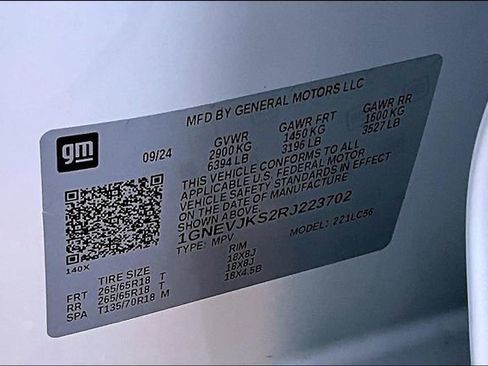 MFD BY GENERAL MOTORS LLC
gm
09/24
GVWR GAWR FRT GAWR RR
2900 KG 1450 KG 1600 KG
6394 LB 3196 LB 3527 LB
THIS VEHICLE CONFORMS TO ALL
APPLICABLE U.S. FEDERAL MOTOR
VEHICLE SAFETY STANDARDS IN EFFECT
ON THE DATE OF MANUFACTURE
SHOWN ABOVE.
1GNEVJKS2RJ223702
TYPE: MPV MODEL: 221LC56
140X
TIRE SIZE RIM
FRT 265/65R18 T 18X8J
RR 265/65R18 T 18X8J
SPA T135/70R18 M 18X4.5B